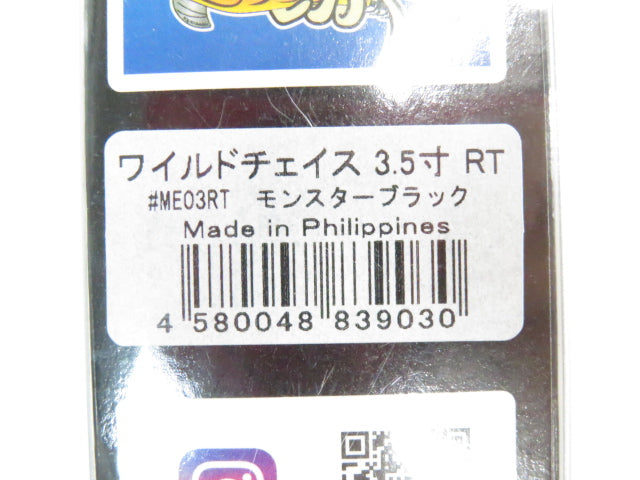 ワイルドチェイス 3.5寸 RT
#ME03RT モンスターブラック
Made in Philippines
4 580048 839030